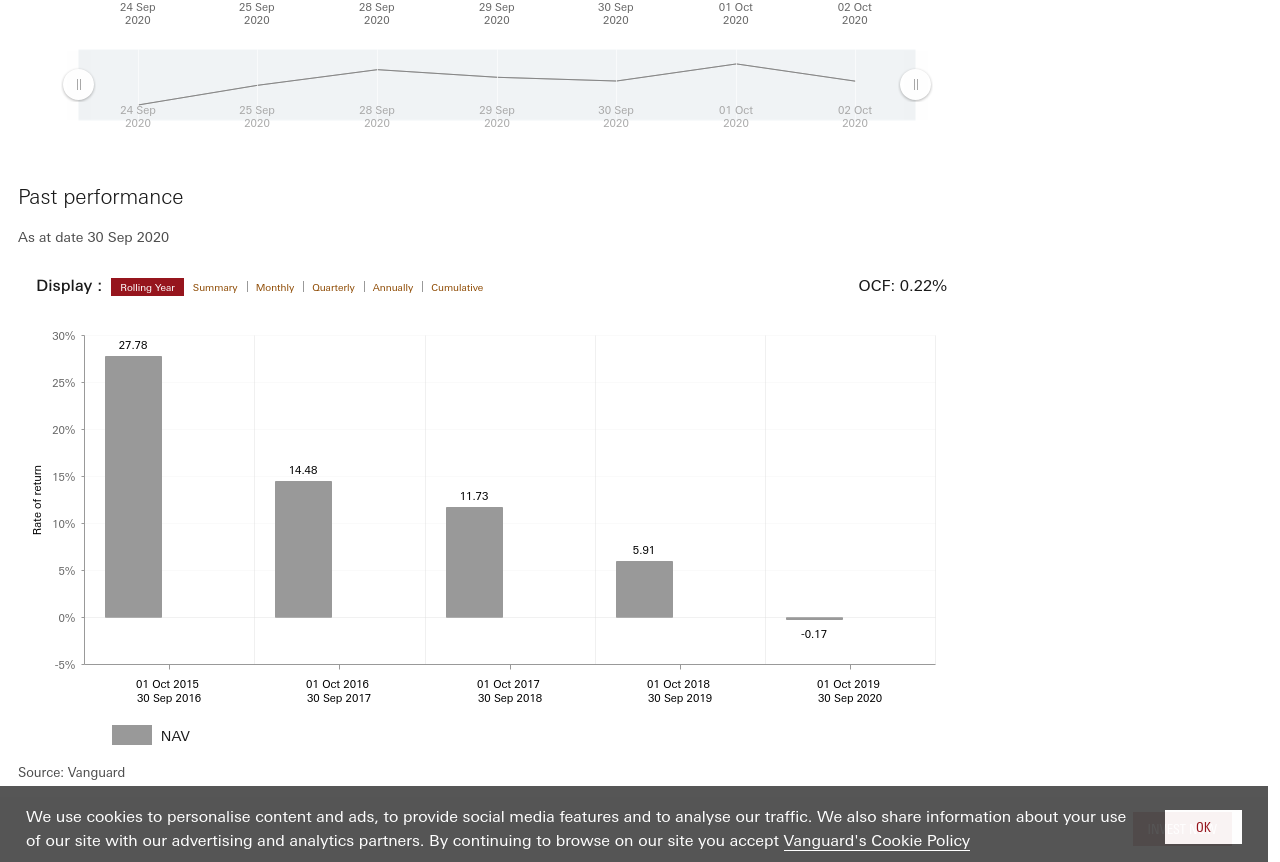 24 Sep 25 Sep 28 Sep 29 Sep 30 Sep 01 Oct 02 Oct
2020 2020 2020 2020 2020 2020 2020
24 Sep 25 Sep 28 Sep 29 Sep 30 Sep 01 Oct 02 Oct
2020 2020 2020 2020 2020 2020 2020
Past performance
As at date 30 Sep 2020
Display : Rolling Year Summary Monthly Quarterly Annually Cumulative OCF: 0.22%
30%
27.78
25%
20%
15%
14.48
11.73
10%
5.91
5%
0%
-0.17
-5%
Rate of return
01 Oct 2015 01 Oct 2016 01 Oct 2017 01 Oct 2018 01 Oct 2019
30 Sep 2016 30 Sep 2017 30 Sep 2018 30 Sep 2019 30 Sep 2020
NAV
Source: Vanguard
We use cookies to personalise content and ads, to provide social media features and to analyse our traffic. We also share information about your use
of our site with our advertising and analytics partners. By continuing to browse on our site you accept Vanguard's Cookie Policy
OK